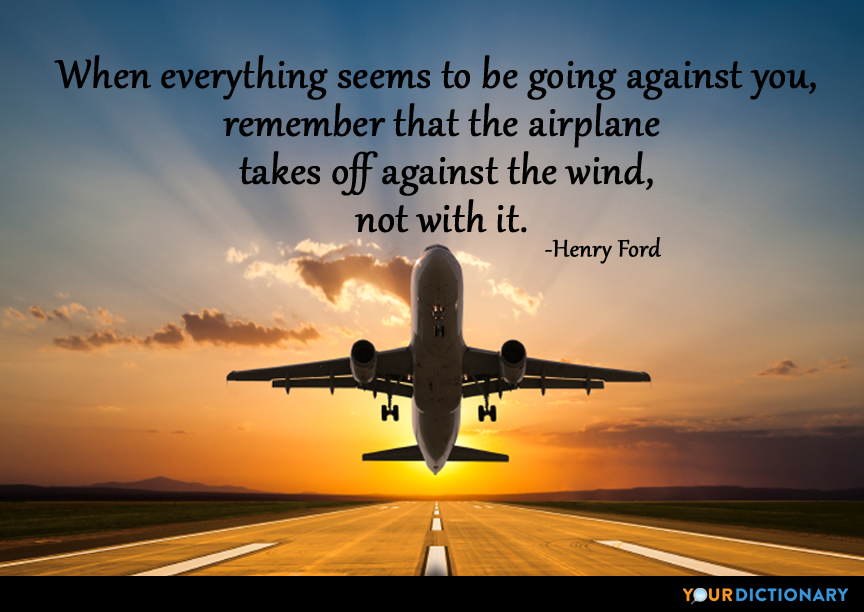 When everything seems to be going against you,
remember that the airplane
takes off against the wind,
not with it.
-Henry Ford
YOURDICTIONARY